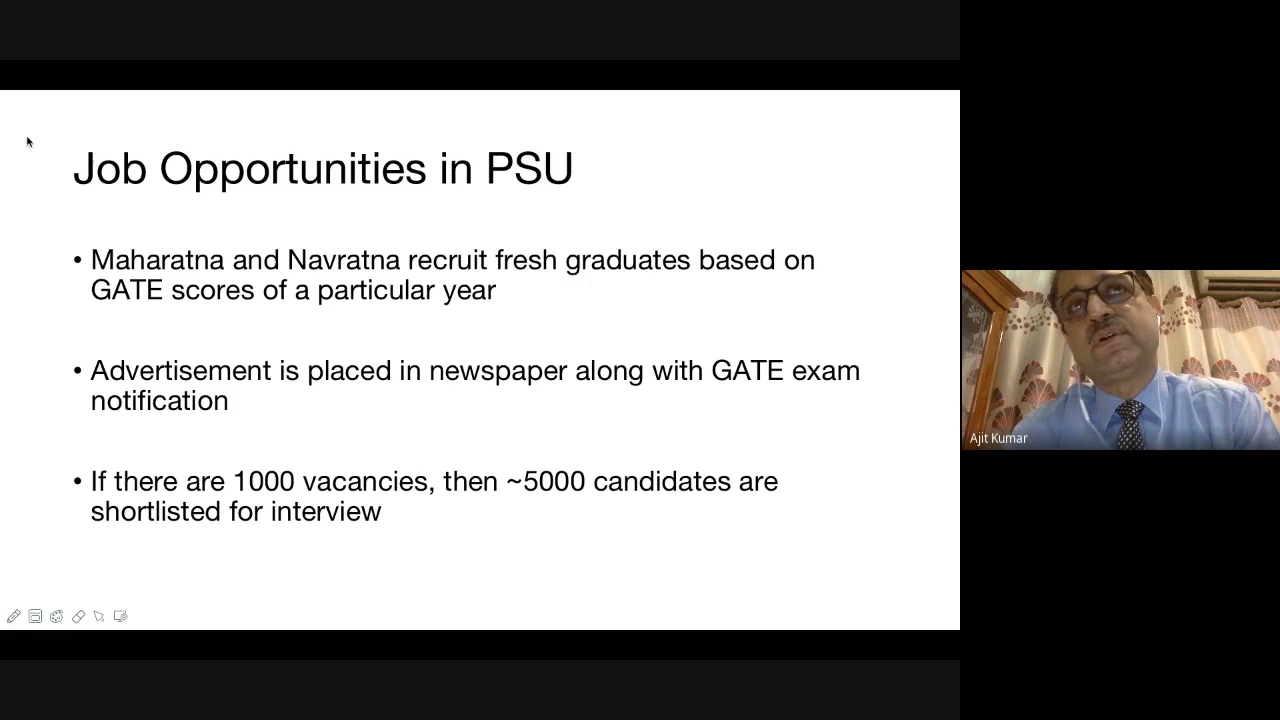 Job Opportunities in PSU
• Maharatna and Navratna recruit fresh graduates based on
GATE scores of a particular year
• Advertisement is placed in newspaper along with GATE exam
notification
• If there are 1000 vacancies, then ~5000 candidates are
shortlisted for interview
Ajit Kumar